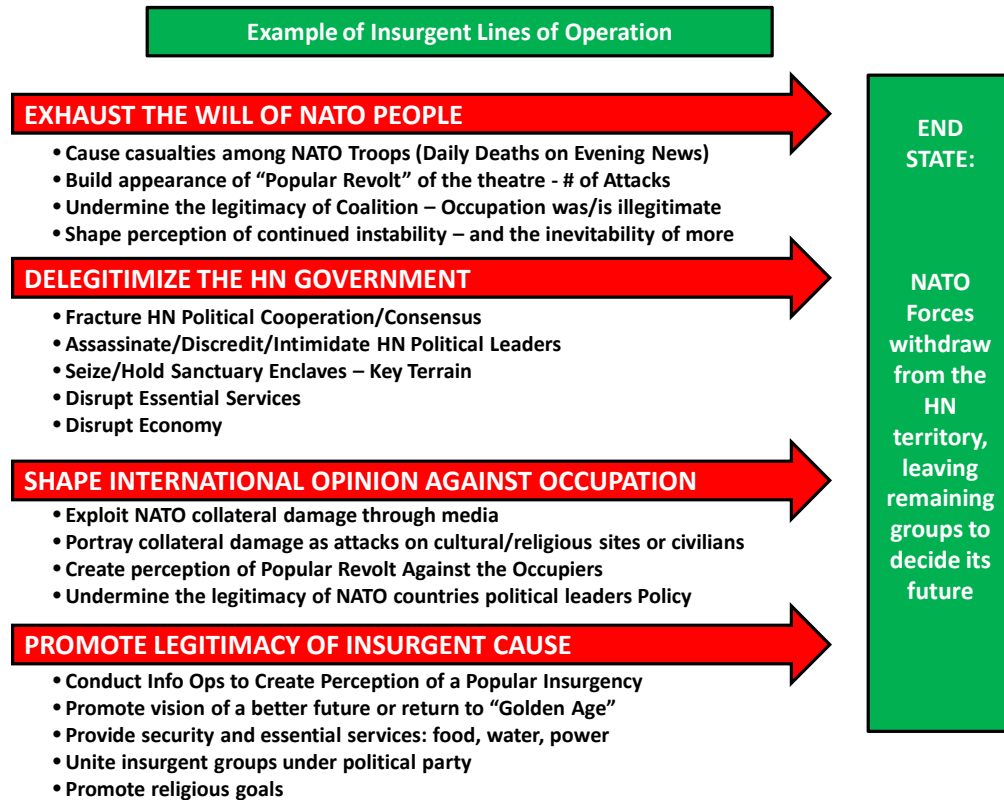 Example of Insurgent Lines of Operation
EXHAUST THE WILL OF NATO PEOPLE
• Cause casualties among NATO Troops (Daily Deaths on Evening News)
• Build appearance of “Popular Revolt” of the theatre - # of Attacks
• Undermine the legitimacy of Coalition – Occupation was/is illegitimate
• Shape perception of continued instability – and the inevitability of more
DELEGITIMIZE THE HN GOVERNMENT
• Fracture HN Political Cooperation/Consensus
• Assassinate/Discredit/Intimidate HN Political Leaders
• Seize/Hold Sanctuary Enclaves – Key Terrain
• Disrupt Essential Services
• Disrupt Economy
SHAPE INTERNATIONAL OPINION AGAINST OCCUPATION
• Exploit NATO collateral damage through media
• Portray collateral damage as attacks on cultural/religious sites or civilians
• Create perception of Popular Revolt Against the Occupiers
• Undermine the legitimacy of NATO countries political leaders Policy
PROMOTE LEGITIMACY OF INSURGENT CAUSE
• Conduct Info Ops to Create Perception of a Popular Insurgency
• Promote vision of a better future or return to “Golden Age”
• Provide security and essential services: food, water, power
• Unite insurgent groups under political party
• Promote religious goals
END
STATE:
NATO
Forces
withdraw
from the
HN
territory,
leaving
remaining
groups to
decide its
future